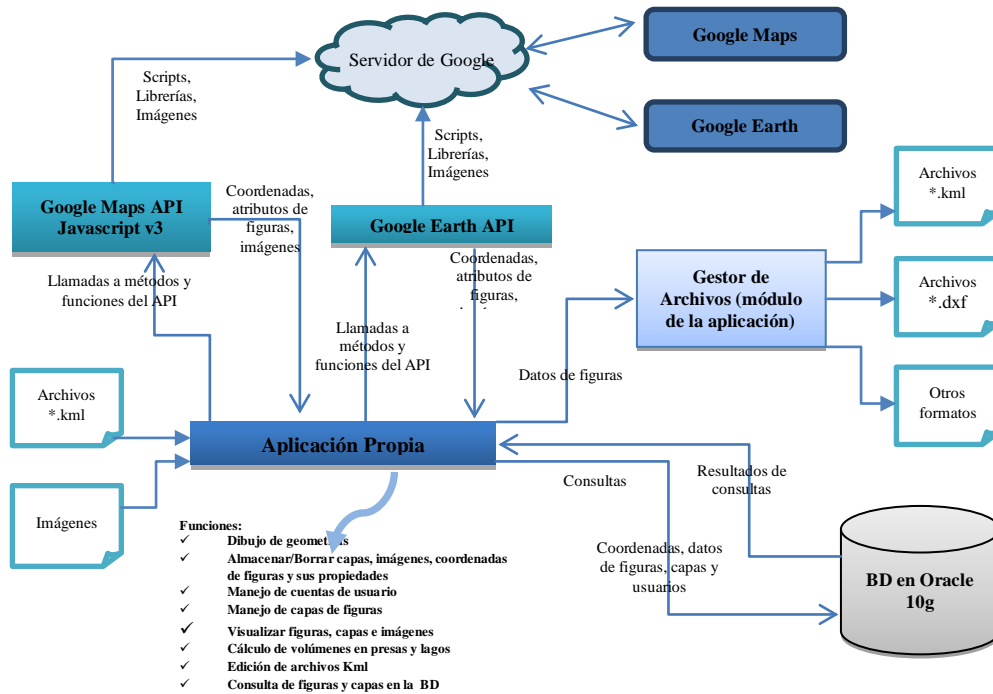 Google Maps
Servidor de Google
Google Earth
Scripts,
Librerías,
Imágenes
Scripts,
Librerías,
Imágenes
Archivos
*.kml
Google Maps API
Javascript v3
Coordenadas,
atributos de
figuras,
imágenes
Google Earth API
Coordenadas,
atributos de
figuras,
Gestor de
Archivos (módulo
de la aplicación)
Archivos
*.dxf
Llamadas a métodos y
funciones del API
Llamadas a
métodos y
funciones del API
Datos de figuras
Otros
formatos
Archivos
*.kml
Aplicación Propia
Consultas
Resultados de
consultas
Imágenes
Coordenadas, datos
de figuras, capas y
usuarios
BD en Oracle
10g
Funciones:
✓ Dibujo de geometrías
✓ Almacenar/Borrar capas, imágenes, coordenadas
de figuras y sus propiedades
✓ Manejo de cuentas de usuario
✓ Manejo de capas de figuras
✓ Visualizar figuras, capas e imágenes
✓ Cálculo de volúmenes en presas y lagos
✓ Edición de archivos Kml
✓ Consulta de figuras y capas en la BD